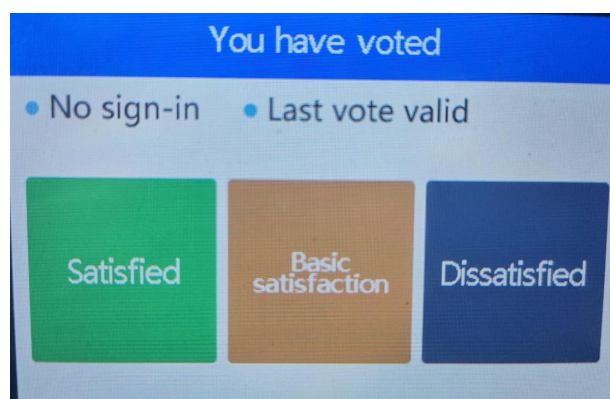 You have voted
No sign-in
Last vote valid
Satisfied
Basic
satisfaction
Dissatisfied